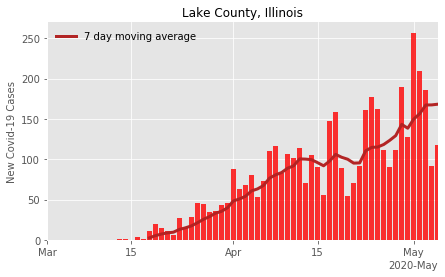 Lake County, Illinois
7 day moving average
New Covid-19 Cases
250
200
150
100
50
0
Mar 15 Apr 15 May
2020-May